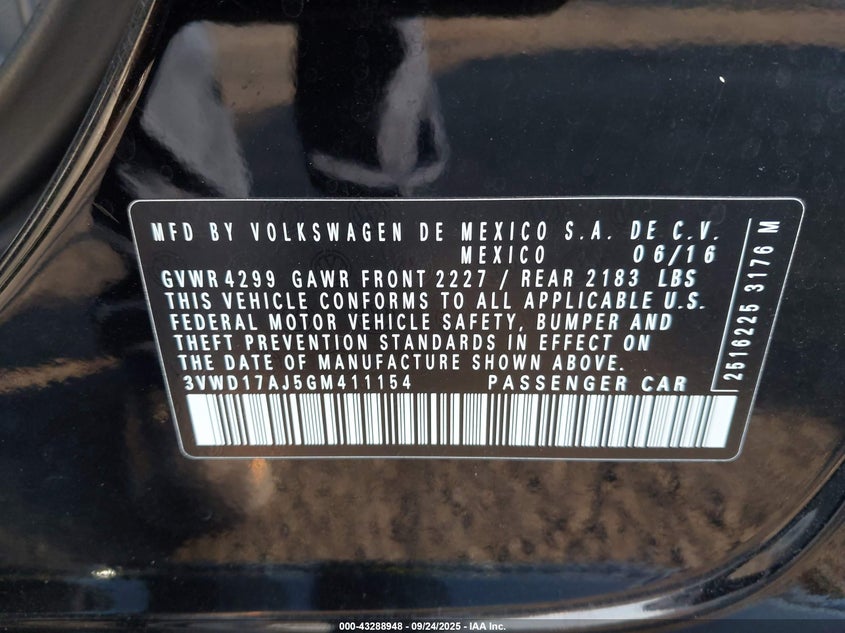 MFD BY VOLKSWAGEN DE MEXICO S.A. DE C.V.
MEXICO 06/16
GVWR 4299 GAWR FRONT 2227 / REAR 2183 LBS
THIS VEHICLE CONFORMS TO ALL APPLICABLE U.S.
FEDERAL MOTOR VEHICLE SAFETY, BUMPER AND
THEFT PREVENTION STANDARDS IN EFFECT ON
THE DATE OF MANUFACTURE SHOWN ABOVE.
3VWD17AJ5GM411154 PASSENGER CAR
2516225 3176 M
000-43288948 - 09/24/2025 - IAA Inc.